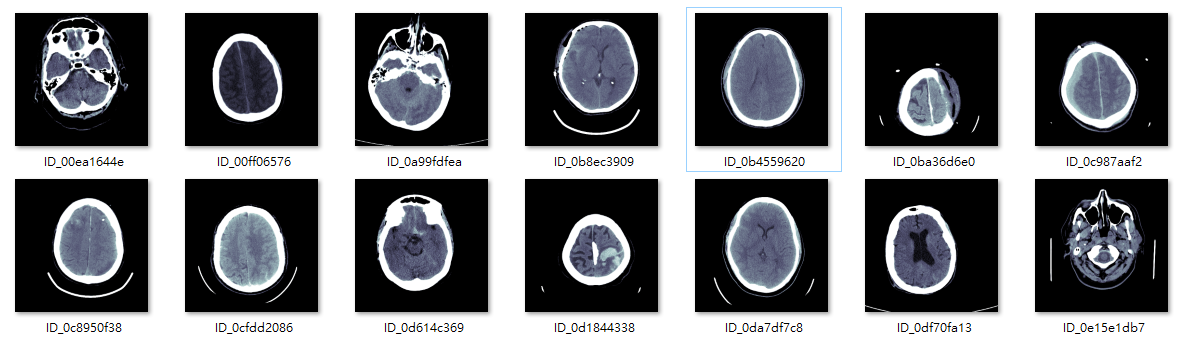 ID_00ea1644e
ID_00ff06576
ID_0a99fdfea
ID_0b8ec3909
ID_0b4559620
ID_0ba36d6e0
ID_0c987aaf2
ID_0c8950f38
ID_0cfdd2086
ID_0d614c369
ID_0d1844338
ID_0da7df7c8
ID_0df70fa13
ID_0e15e1db7